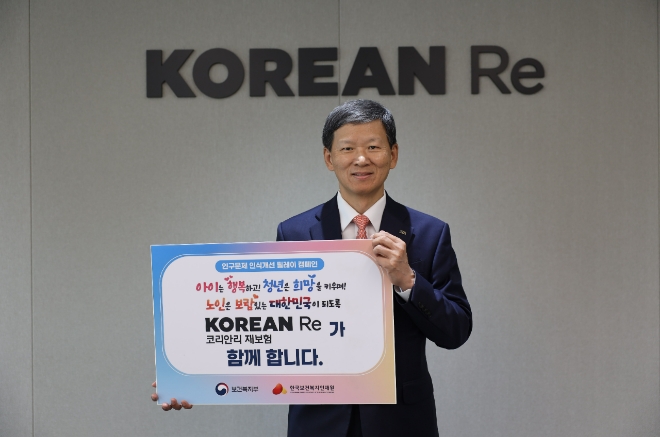 KOREAN Re
인구문제 인식개선 릴레이 캠페인
아이는 행복하고! 청년은 희망을 키우며!
노인은 보람있는 대한민국이 되도록
KOREAN Re 가
코리안리 재보험
함께 합니다.
보건복지부
한국보건복지인재원